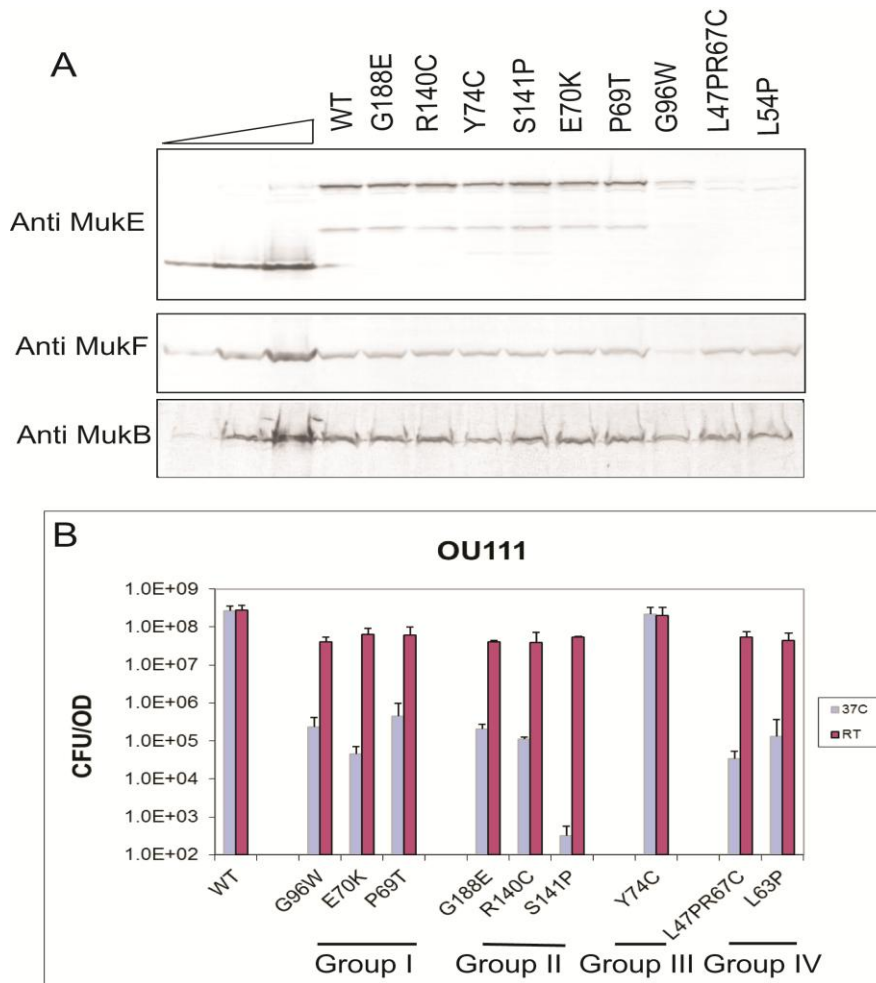 A
WT
G188E
R140C
Y74C
S141P
E70K
P69T
G96W
L47PR67C
L54P
Anti MukE
Anti MukF
Anti MukB
B
OU111
CFU/OD
1.0E+09
1.0E+08
1.0E+07
1.0E+06
1.0E+05
1.0E+04
1.0E+03
1.0E+02
37C
RT
WT
G96W
E70K
P69T
G188E
R140C
S141P
Y74C
L47PR67C
L63P
Group I
Group II
Group III
Group IV